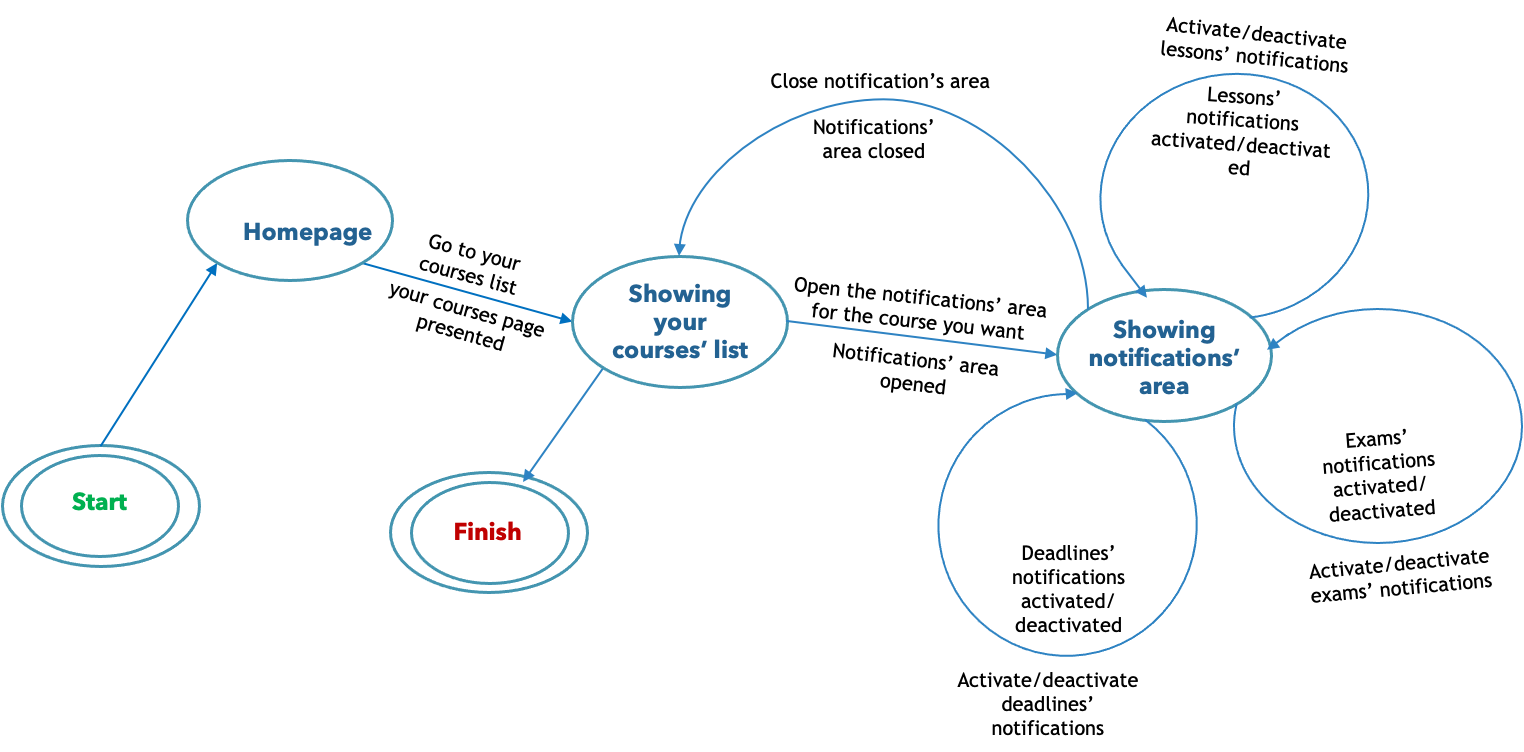 Activate/deactivate
lessons’ notifications
Close notification’s area
Lessons’
notifications
activated/deactivat
ed
Notifications’
area closed
Homepage
Go to your
courses list
your courses page
presented
Showing
your
courses’ list
Open the notifications’ area
for the course you want
Notifications’ area
opened
Showing
notifications’
area
Start
Finish
Exams’
notifications
activated/
deactivated
Activate/deactivate
exams’ notifications
Deadlines’
notifications
activated/
deactivated
Activate/deactivate
deadlines’
notifications